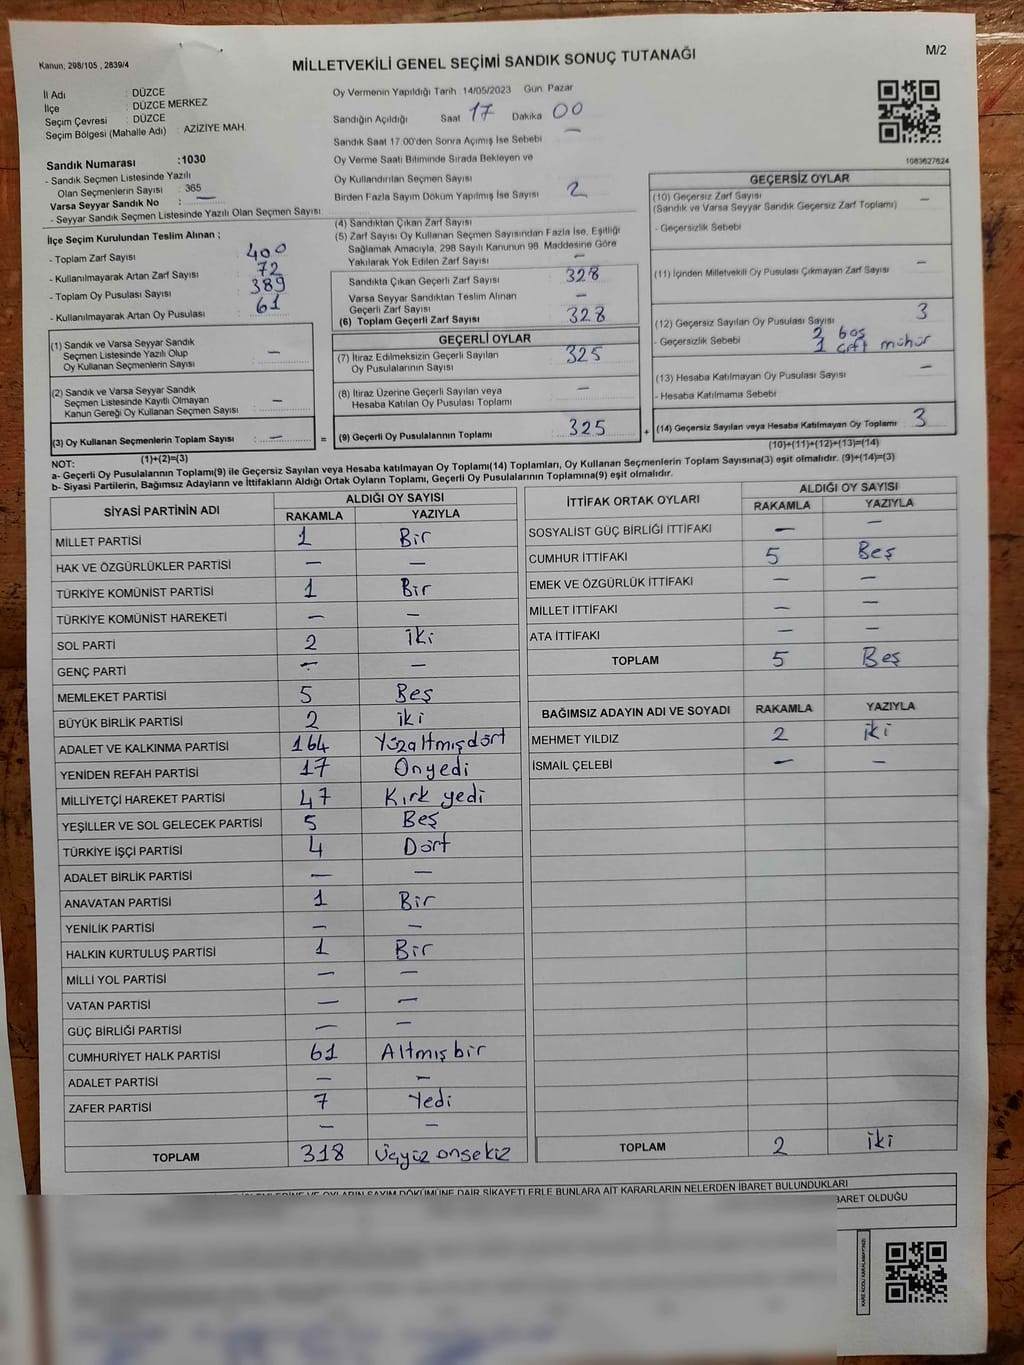 Kanun; 298/105 , 2839/4
M/2
MİLLETVEKİLİ GENEL SEÇİMİ SANDIK SONUÇ TUTANAĞI
İl Adı : DÜZCE
İlçe : DÜZCE MERKEZ
Seçim Çevresi : DÜZCE
Seçim Bölgesi (Mahalle Adı) : AZİZİYE MAH.
Sandık Numarası :1030
- Sandık Seçmen Listesinde Yazılı
Olan Seçmenlerin Sayısı : 365
Varsa Seyyar Sandık No : —
- Seyyar Sandık Seçmen Listesinde Yazılı Olan Seçmen Sayısı
Oy Vermenin Yapıldığı Tarih 14/05/2023 Gün: Pazar
Sandığın Açıldığı Saat 17 Dakika 00
Sandık Saat 17.00'den Sonra Açımış İse Sebebi —
Oy Verme Saati Bitiminde Sırada Bekleyen ve
Oy Kullandırılan Seçmen Sayısı
Birden Fazla Sayım Döküm Yapılmış İse Sayısı 2
1083627624
İlçe Seçim Kurulundan Teslim Alınan ;
- Toplam Zarf Sayısı : 400
- Kullanılmayarak Artan Zarf Sayısı : 72
- Toplam Oy Pusulası Sayısı : 389
- Kullanılmayarak Artan Oy Pusulası : 61
(1) Sandık ve Varsa Seyyar Sandık
Seçmen Listesinde Yazılı Olup
Oy Kullanan Seçmenlerin Sayısı : —
(2) Sandık ve Varsa Seyyar Sandık
Seçmen Listesinde Kayıtlı Olmayan
Kanun Gereği Oy Kullanan Seçmen Sayısı : —
(3) Oy Kullanan Seçmenlerin Toplam Sayısı : — =
(1)+(2)=(3)
(4) Sandıktan Çıkan Zarf Sayısı
(5) Zarf Sayısı Oy Kullanan Seçmen Sayısından Fazla İse, Eşitliği
Sağlamak Amacıyla, 298 Sayılı Kanunun 98. Maddesine Göre
Yakılarak Yok Edilen Zarf Sayısı —
Sandıkta Çıkan Geçerli Zarf Sayısı 328
Varsa Seyyar Sandıktan Teslim Alınan
Geçerli Zarf Sayısı —
(6) Toplam Geçerli Zarf Sayısı 328
GEÇERLİ OYLAR
(7) İtiraz Edilmeksizin Geçerli Sayılan
Oy Pusulalarının Sayısı 325
(8) İtiraz Üzerine Geçerli Sayılan veya
Hesaba Katılan Oy Pusulası Toplamı —
(9) Geçerli Oy Pusulalarının Toplamı 325 +
GEÇERSİZ OYLAR
(10) Geçersiz Zarf Sayısı —
(Sandık ve Varsa Seyyar Sandık Geçersiz Zarf Toplamı)
- Geçersizlik Sebebi
(11) İçinden Milletvekili Oy Pusulası Çıkmayan Zarf Sayısı —
(12) Geçersiz Sayılan Oy Pusulası Sayısı 3
- Geçersizlik Sebebi 2 boş
1 çift mühür
(13) Hesaba Katılmayan Oy Pusulası Sayısı —
- Hesaba Katılmama Sebebi
(14) Geçersiz Sayılan veya Hesaba Katılmayan Oy Toplamı 3
(10)+(11)+(12)+(13)=(14)
NOT:
a- Geçerli Oy Pusulalarının Toplamı(9) ile Geçersiz Sayılan veya Hesaba katılmayan Oy Toplamı(14) Toplamları, Oy Kullanan Seçmenlerin Toplam Sayısına(3) eşit olmalıdır. (9)+(14)=(3)
b- Siyasi Partilerin, Bağımsız Adayların ve İttifakların Aldığı Ortak Oyların Toplamı, Geçerli Oy Pusulalarının Toplamına(9) eşit olmalıdır.
SİYASİ PARTİNİN ADI ALDIĞI OY SAYISI
RAKAMLA YAZIYLA
MİLLET PARTİSİ 1 Bir
HAK VE ÖZGÜRLÜKLER PARTİSİ — —
TÜRKİYE KOMÜNİST PARTİSİ 1 Bir
TÜRKİYE KOMÜNİST HAREKETİ — —
SOL PARTİ 2 İki
GENÇ PARTİ — —
MEMLEKET PARTİSİ 5 Beş
BÜYÜK BİRLİK PARTİSİ 2 iki
ADALET VE KALKINMA PARTİSİ 164 Yüzaltmışdört
YENİDEN REFAH PARTİSİ 17 Onyedi
MİLLİYETÇİ HAREKET PARTİSİ 47 Kırk yedi
YEŞİLLER VE SOL GELECEK PARTİSİ 5 Beş
TÜRKİYE İŞÇİ PARTİSİ 4 Dört
ADALET BİRLİK PARTİSİ — —
ANAVATAN PARTİSİ 1 Bir
YENİLİK PARTİSİ — —
HALKIN KURTULUŞ PARTİSİ 1 Bir
MİLLİ YOL PARTİSİ — —
VATAN PARTİSİ — —
GÜÇ BİRLİĞİ PARTİSİ — —
CUMHURİYET HALK PARTİSİ 61 Altmışbir
ADALET PARTİSİ — —
ZAFER PARTİSİ 7 Yedi
— —
TOPLAM 318 Üçyüz onsekiz
İTTİFAK ORTAK OYLARI ALDIĞI OY SAYISI
RAKAMLA YAZIYLA
SOSYALİST GÜÇ BİRLİĞİ İTTİFAKI — —
CUMHUR İTTİFAKI 5 Beş
EMEK VE ÖZGÜRLÜK İTTİFAKI — —
MİLLET İTTİFAKI — —
ATA İTTİFAKI — —
TOPLAM 5 Beş
BAĞIMSIZ ADAYIN ADI VE SOYADI RAKAMLA YAZIYLA
MEHMET YILDIZ 2 iki
İSMAİL ÇELEBİ — —
TOPLAM 2 iki
OYLARIN SAYIM DÖKÜMÜNE DAİR ŞİKAYETLERLE BUNLARA AİT KARARLARIN NELERDEN İBARET BULUNDUKLARI
İBARET OLDUĞU